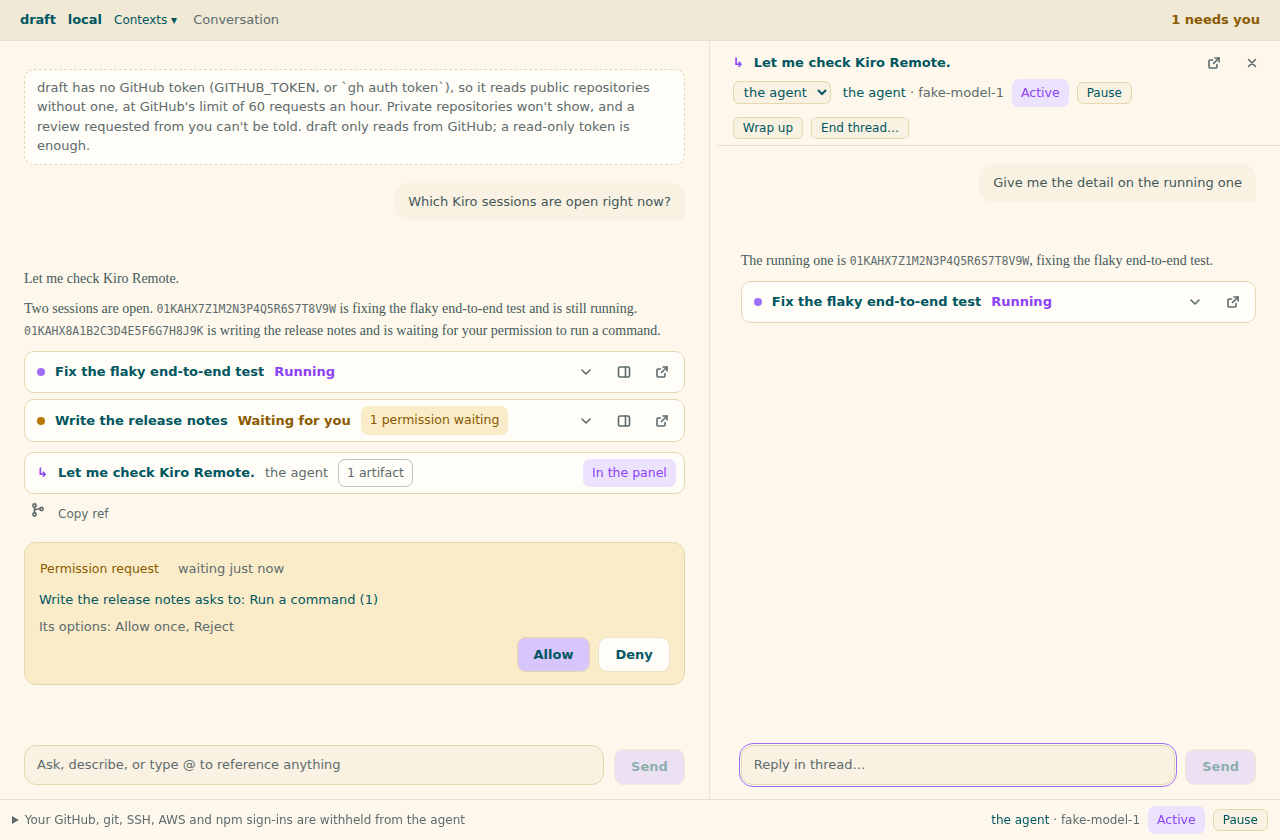 draft local Contexts ▾ Conversation 1 needs you
draft has no GitHub token (GITHUB_TOKEN, or `gh auth token`), so it reads public repositories
without one, at GitHub's limit of 60 requests an hour. Private repositories won't show, and a
review requested from you can't be told. draft only reads from GitHub; a read-only token is
enough.
Which Kiro sessions are open right now?
Let me check Kiro Remote.
Two sessions are open. 01KAHX7Z1M2N3P4Q5R6S7T8V9W is fixing the flaky end-to-end test and is still running.
01KAHX8A1B2C3D4E5F6G7H8J9K is writing the release notes and is waiting for your permission to run a command.
Fix the flaky end-to-end test Running
Write the release notes Waiting for you 1 permission waiting
↳ Let me check Kiro Remote. the agent 1 artifact In the panel
Copy ref
Permission request waiting just now
Write the release notes asks to: Run a command (1)
Its options: Allow once, Reject
Allow Deny
Ask, describe, or type @ to reference anything Send
↳ Let me check Kiro Remote.
the agent the agent · fake-model-1 Active Pause
Wrap up End thread…
Give me the detail on the running one
The running one is 01KAHX7Z1M2N3P4Q5R6S7T8V9W, fixing the flaky end-to-end test.
Fix the flaky end-to-end test Running
Reply in thread… Send
Your GitHub, git, SSH, AWS and npm sign-ins are withheld from the agent
the agent · fake-model-1 Active Pause